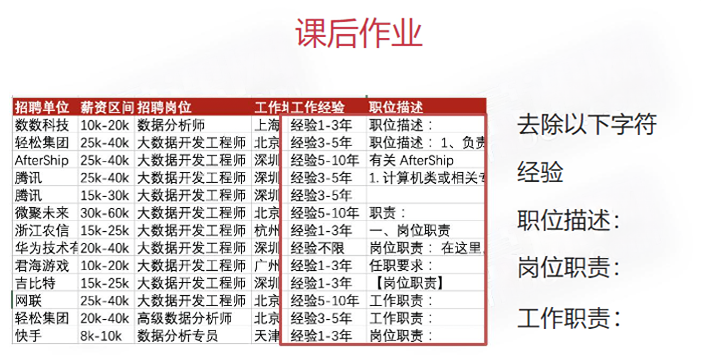 课后作业
招聘单位 薪资区间 招聘岗位 工作地 工作经验 职位描述
数数科技 10k-20k 数据分析师 上海 经验1-3年 职位描述：
轻松集团 25k-40k 大数据开发工程师 北京 经验3-5年 职位描述：1、负责
AfterShip 25k-40k 大数据开发工程师 深圳 经验5-10年 有关 AfterShip
腾讯 25k-40k 大数据开发工程师 深圳 经验3-5年 1. 计算机类或相关专
腾讯 15k-30k 大数据开发工程师 深圳 经验3-5年
微聚未来 30k-60k 大数据开发工程师 北京 经验5-10年 职责：
浙江农信 15k-25k 大数据开发工程师 杭州 经验1-3年 一、岗位职责
华为技术有 20k-40k 大数据开发工程师 深圳 经验不限 岗位职责：在这里，
君海游戏 10k-20k 大数据开发工程师 广州 经验1-3年 任职要求：
吉比特 15k-25k 大数据开发工程师 深圳 经验1-3年 【岗位职责】
网联 25k-40k 大数据开发工程师 北京 经验5-10年 工作职责：
轻松集团 20k-40k 高级数据分析师 北京 经验3-5年 工作职责：
快手 8k-10k 数据分析专员 天津 经验1-3年 岗位职责：
去除以下字符
经验
职位描述：
岗位职责：
工作职责：